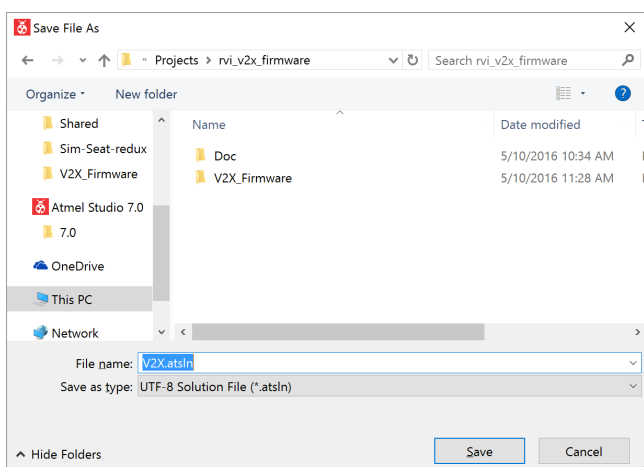 Save File As
« Projects > rvi_v2x_firmware
Search rvi_v2x_firmware
Organize
New folder
?
Shared
Sim-Seat-redux
V2X_Firmware
Atmel Studio 7.0
7.0
OneDrive
This PC
Network
Name
Date modified
Doc
5/10/2016 10:34 AM
V2X_Firmware
5/10/2016 11:28 AM
File name: V2X.atsln
Save as type: UTF-8 Solution File (*.atsln)
Hide Folders
Save
Cancel